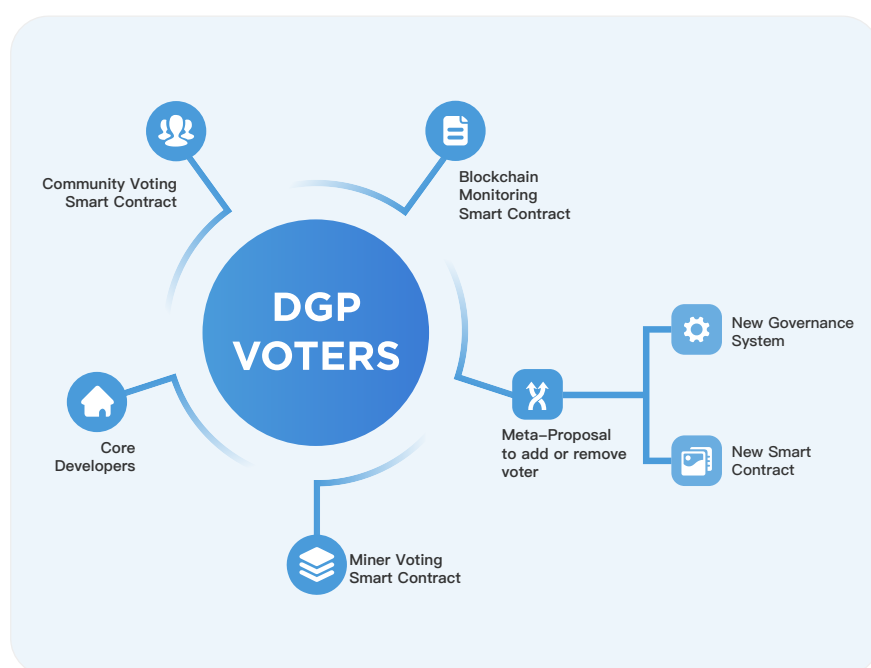 Community Voting
Smart Contract
Blockchain
Monitoring
Smart Contract
DGP
VOTERS
New Governance
System
Core
Developers
Meta-Proposal
to add or remove
voter
New Smart
Contract
Miner Voting
Smart Contract